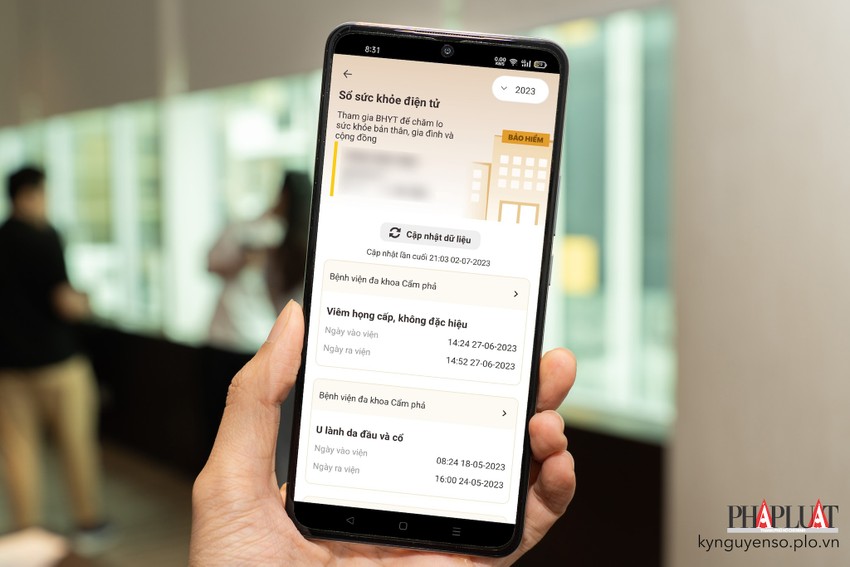 8:31
0.00
KB/S
2023
Sổ sức khỏe điện tử
Tham gia BHYT để chăm lo
sức khỏe bản thân, gia đình và
cộng đồng
BẢO HIỂM
Cập nhật dữ liệu
Cập nhật lần cuối 21:03 02-07-2023
Bệnh viện đa khoa Cẩm phả
Viêm họng cấp, không đặc hiệu
Ngày vào viện 14:24 27-06-2023
Ngày ra viện 14:52 27-06-2023
Bệnh viện đa khoa Cẩm phả
U lành da đầu và cổ
Ngày vào viện 08:24 18-05-2023
Ngày ra viện 16:00 24-05-2023
PHÁPLUẬT
kynguyenso.plo.vn